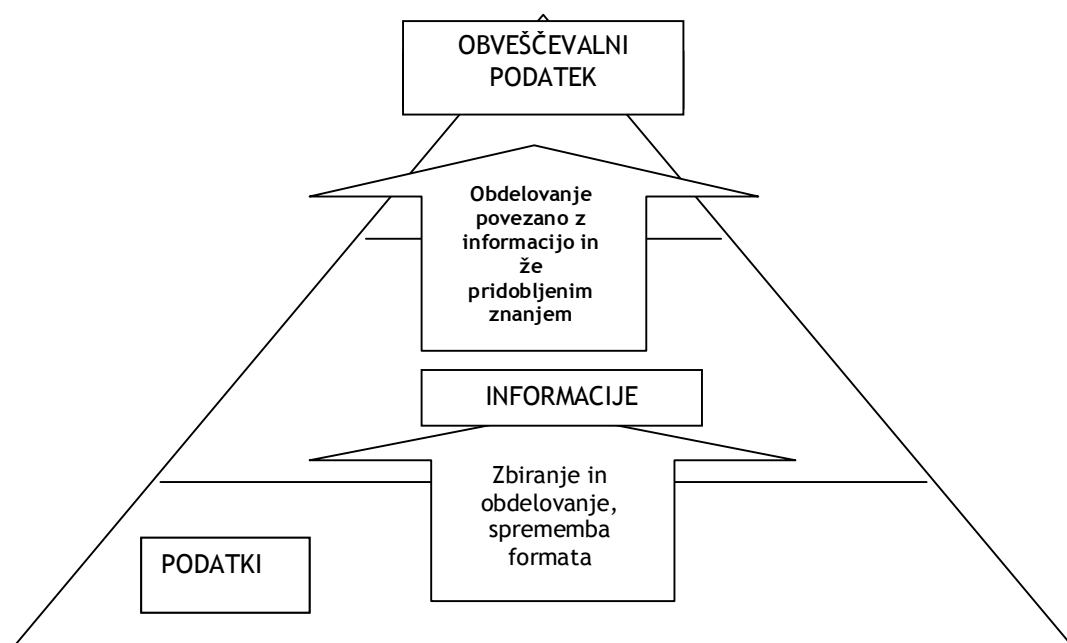 OBVEŠČEVALNI
PODATEK
Obdelovanje
povezano z
informacijo in
že
pridobljenim
znanjem
INFORMACIJE
Zbiranje in
obdelovanje,
sprememba
formata
PODATKI